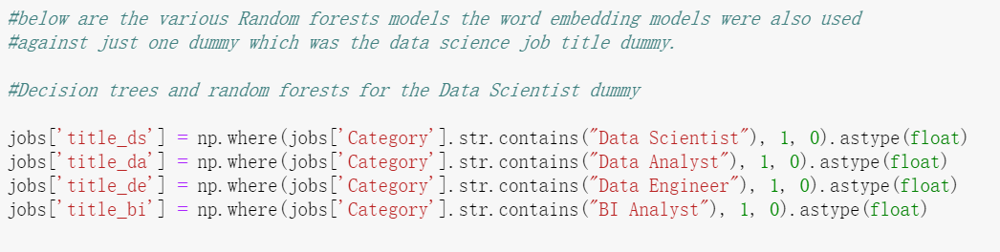 #below are the various Random forests models the word embedding models were also used
#against just one dummy which was the data science job title dummy.
#Decision trees and random forests for the Data Scientist dummy
jobs['title_ds'] = np.where(jobs['Category'].str.contains("Data Scientist"), 1, 0).astype(float)
jobs['title_da'] = np.where(jobs['Category'].str.contains("Data Analyst"), 1, 0).astype(float)
jobs['title_de'] = np.where(jobs['Category'].str.contains("Data Engineer"), 1, 0).astype(float)
jobs['title_bi'] = np.where(jobs['Category'].str.contains("BI Analyst"), 1, 0).astype(float)